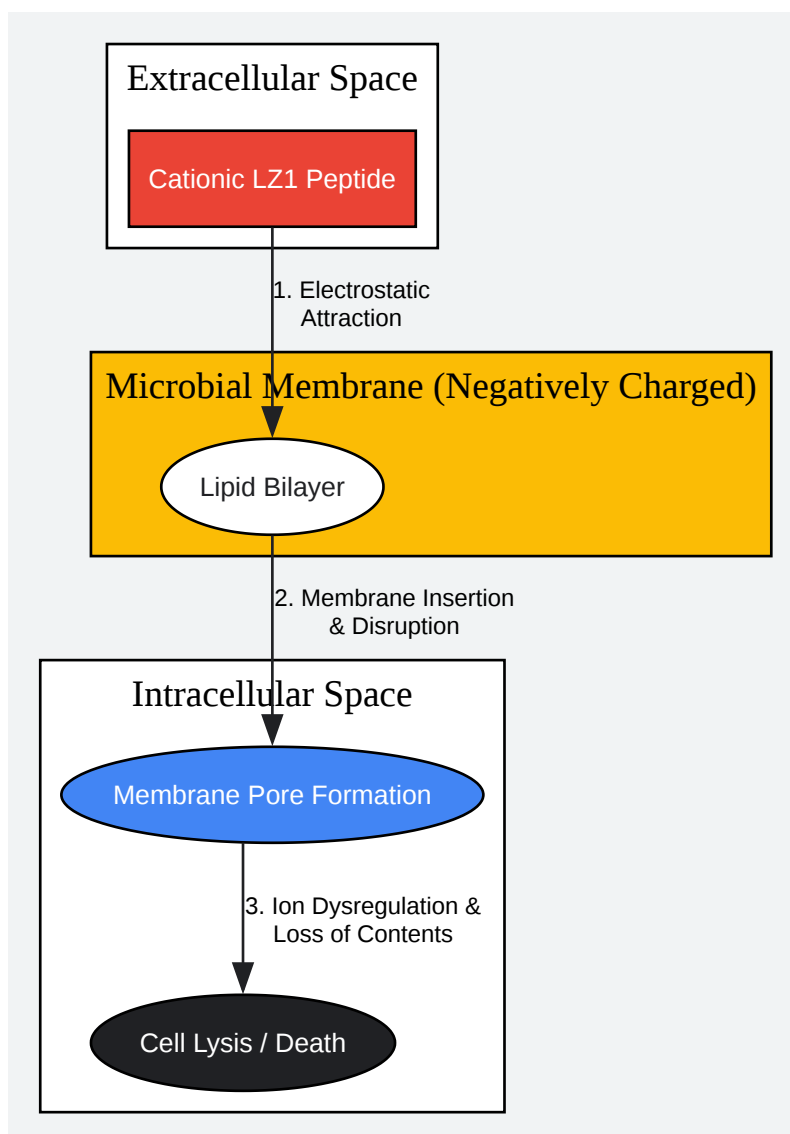 Extracellular Space
Cationic LZ1 Peptide
1. Electrostatic
Attraction
Microbial Membrane (Negatively Charged)
Lipid Bilayer
2. Membrane Insertion
& Disruption
Intracellular Space
Membrane Pore Formation
3. Ion Dysregulation &
Loss of Contents
Cell Lysis / Death